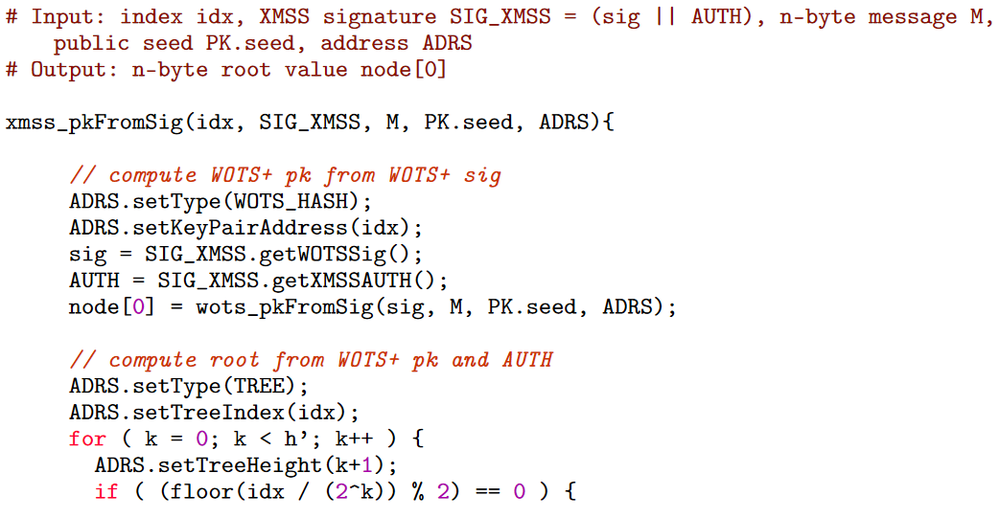 # Input: index idx, XMSS signature SIG_XMSS = (sig || AUTH), n-byte message M,
public seed PK.seed, address ADRS
# Output: n-byte root value node[0]
xmss_pkFromSig(idx, SIG_XMSS, M, PK.seed, ADRS){
// compute WOTS+ pk from WOTS+ sig
ADRS.setType(WOTS_HASH);
ADRS.setKeyPairAddress(idx);
sig = SIG_XMSS.getWOTSSig();
AUTH = SIG_XMSS.getXMSSAUTH();
node[0] = wots_pkFromSig(sig, M, PK.seed, ADRS);
// compute root from WOTS+ pk and AUTH
ADRS.setType(TREE);
ADRS.setTreeIndex(idx);
for ( k = 0; k < h’; k++ ) {
ADRS.setTreeHeight(k+1);
if ( (floor(idx / (2^k)) % 2) == 0 ) {